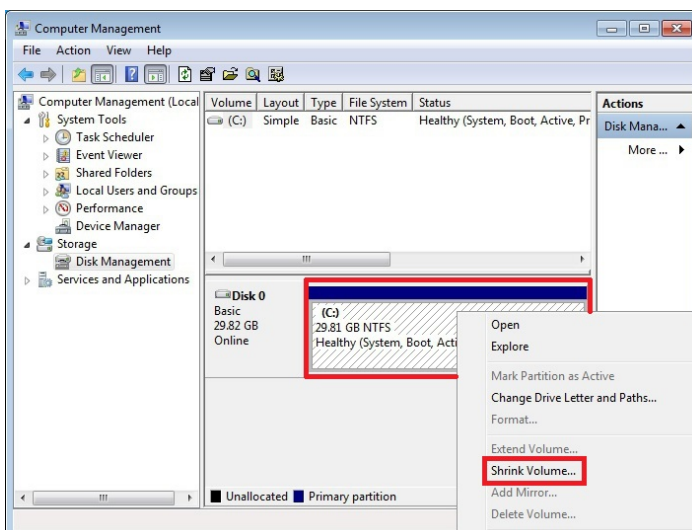 Computer Management
File Action View Help
Computer Management (Local
System Tools
Task Scheduler
Event Viewer
Shared Folders
Local Users and Groups
Performance
Device Manager
Storage
Disk Management
Services and Applications
Volume Layout Type File System Status
(C:) Simple Basic NTFS Healthy (System, Boot, Active, Pr
Actions
Disk Mana...
More ...
Disk 0
Basic
29.82 GB
Online
(C:)
29.81 GB NTFS
Healthy (System, Boot, Acti
Open
Explore
Mark Partition as Active
Change Drive Letter and Paths...
Format...
Extend Volume...
Shrink Volume...
Add Mirror...
Delete Volume...
Unallocated Primary partition